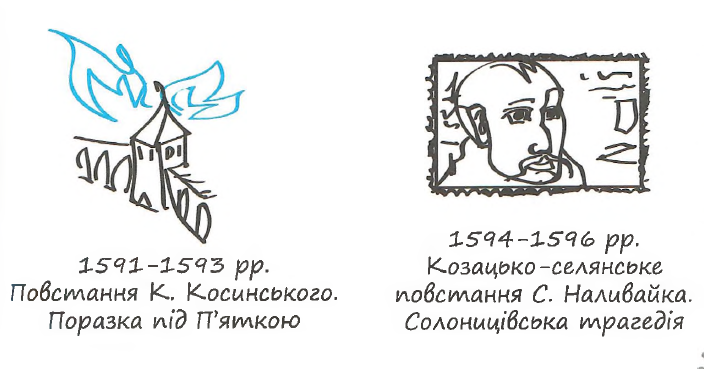 1591-1593 рр.
Повстання К. Косинського.
Поразка під П'яткою
1594-1596 рр.
Козацько-селянське
повстання С. Наливайка.
Солоницівська трагедія